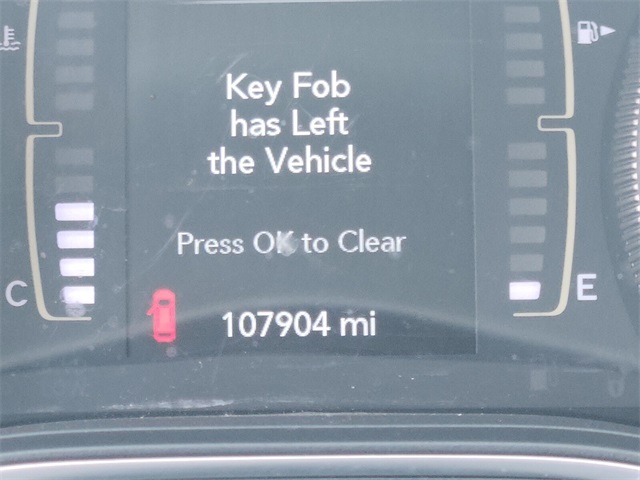 Key Fob
has Left
the Vehicle
Press OK to Clear
C
E
107904 mi